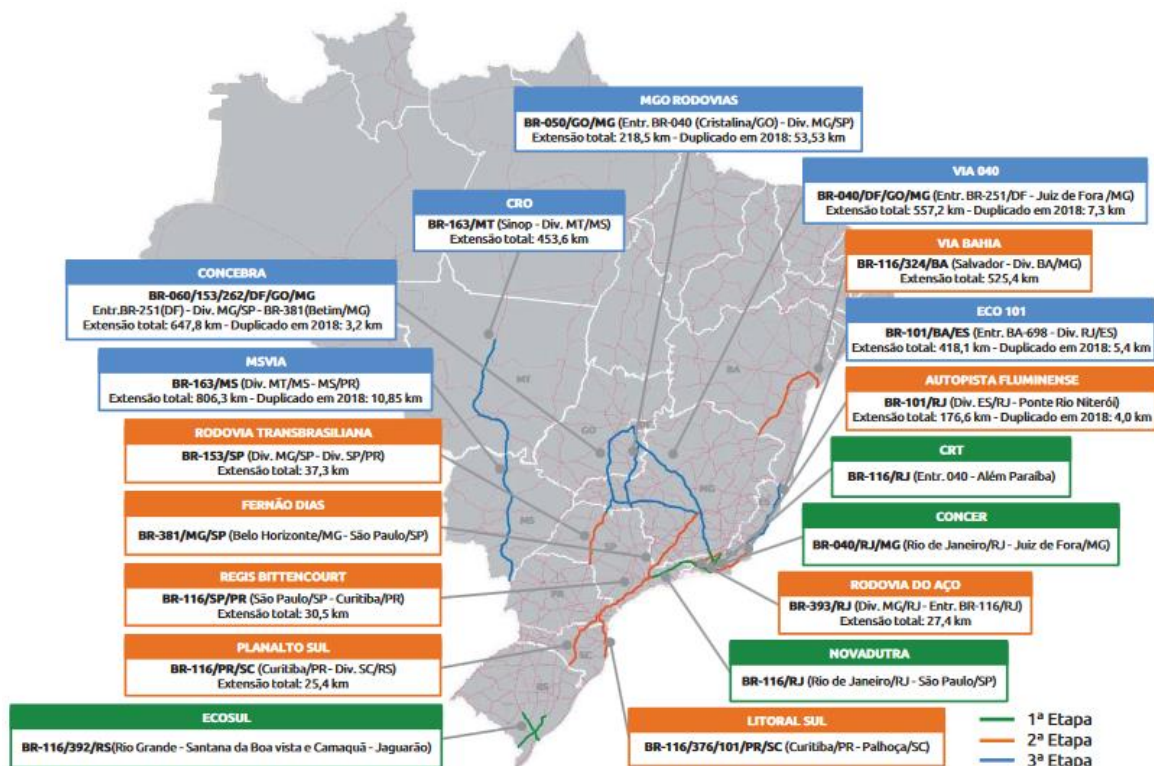 MGO RODOVIAS
BR-050/GO/MG (Entr. BR-040 (Cristalina/GO) - Div. MG/SP)
Extensão total: 218,5 km - Duplicado em 2018: 53,53 km
VIA 040
BR-040/DF/GO/MG (Entr. BR-251/DF - Juiz de Fora /MG)
Extensão total: 557,2 km - Duplicado em 2018: 7,3 km
CRO
BR-163/MT (Sinop - Div. MT/MS)
Extensão total: 453,6 km
VIA BAHIA
BR-116/324/BA (Salvador - Div. BA/MG)
Extensão total: 525,4 km
CONCEBRA
BR-060/153/262/DF/GO/MG
Entr.BR-251(DF) - Div. MG/SP - BR-381(Betim/MG)
Extensão total: 647,8 km - Duplicado em 2018: 3,2 km
ECO 101
BR-101/BA/ES (Entr. BA-698 - Div. RJ/ES)
Extensão total: 418,1 km - Duplicado em 2018: 5,4 km
MSVIA
BR-163/MS (Div. MT/MS- MS/PR)
Extensão total: 806,3 km - Duplicado em 2018: 10,85 km
AUTOPISTA FLUMINENSE
BR-101/RJ (Div. ES/RJ - Ponte Rio Niterói)
Extensão total: 176,6 km - Duplicado em 2018: 4,0 km
RODOVIA TRANSBRASILIANA
BR-153/SP (Div. MG/SP - Div. SP/PR)
Extensão total: 37,3 km
CRT
BR-116/RJ (Entr. 040 - Além Paraíba)
FERNÃO DIAS
BR-381/MG/SP (Belo Horizonte/MG - São Paulo/SP)
CONCER
BR-040/RJ/MG (Rio de Janeiro/RJ - Juiz de Fora/MG)
REGIS BITTENCOURT
BR-116/SP/PR (São Paulo/SP - Curitiba/PR)
Extensão total: 30,5 km
RODOVIA DO AÇO
BR-393/RJ (Div. MG/RJ - Entr. BR-116/RJ)
Extensão total: 27,4 km
PLANALTO SUL
BR-116/PR/SC (Curitiba/PR - Div. SC/RS)
Extensão total: 25,4 km
NOVADUTRA
BR-116/RJ (Rio de Janeiro/RJ - São Paulo/SP)
ECOSUL
BR-116/392/RS(Rio Grande - Santana da Boa vista e Camaquã - Jaguarão)
LITORAL SUL
BR-116/376/101/PR/SC (Curitiba/PR - Palhoça/SC)
MT
BA
GO
MG
ES
MS
SP
PR
SC
RS
1ª Etapa
2ª Etapa
3ª Etapa